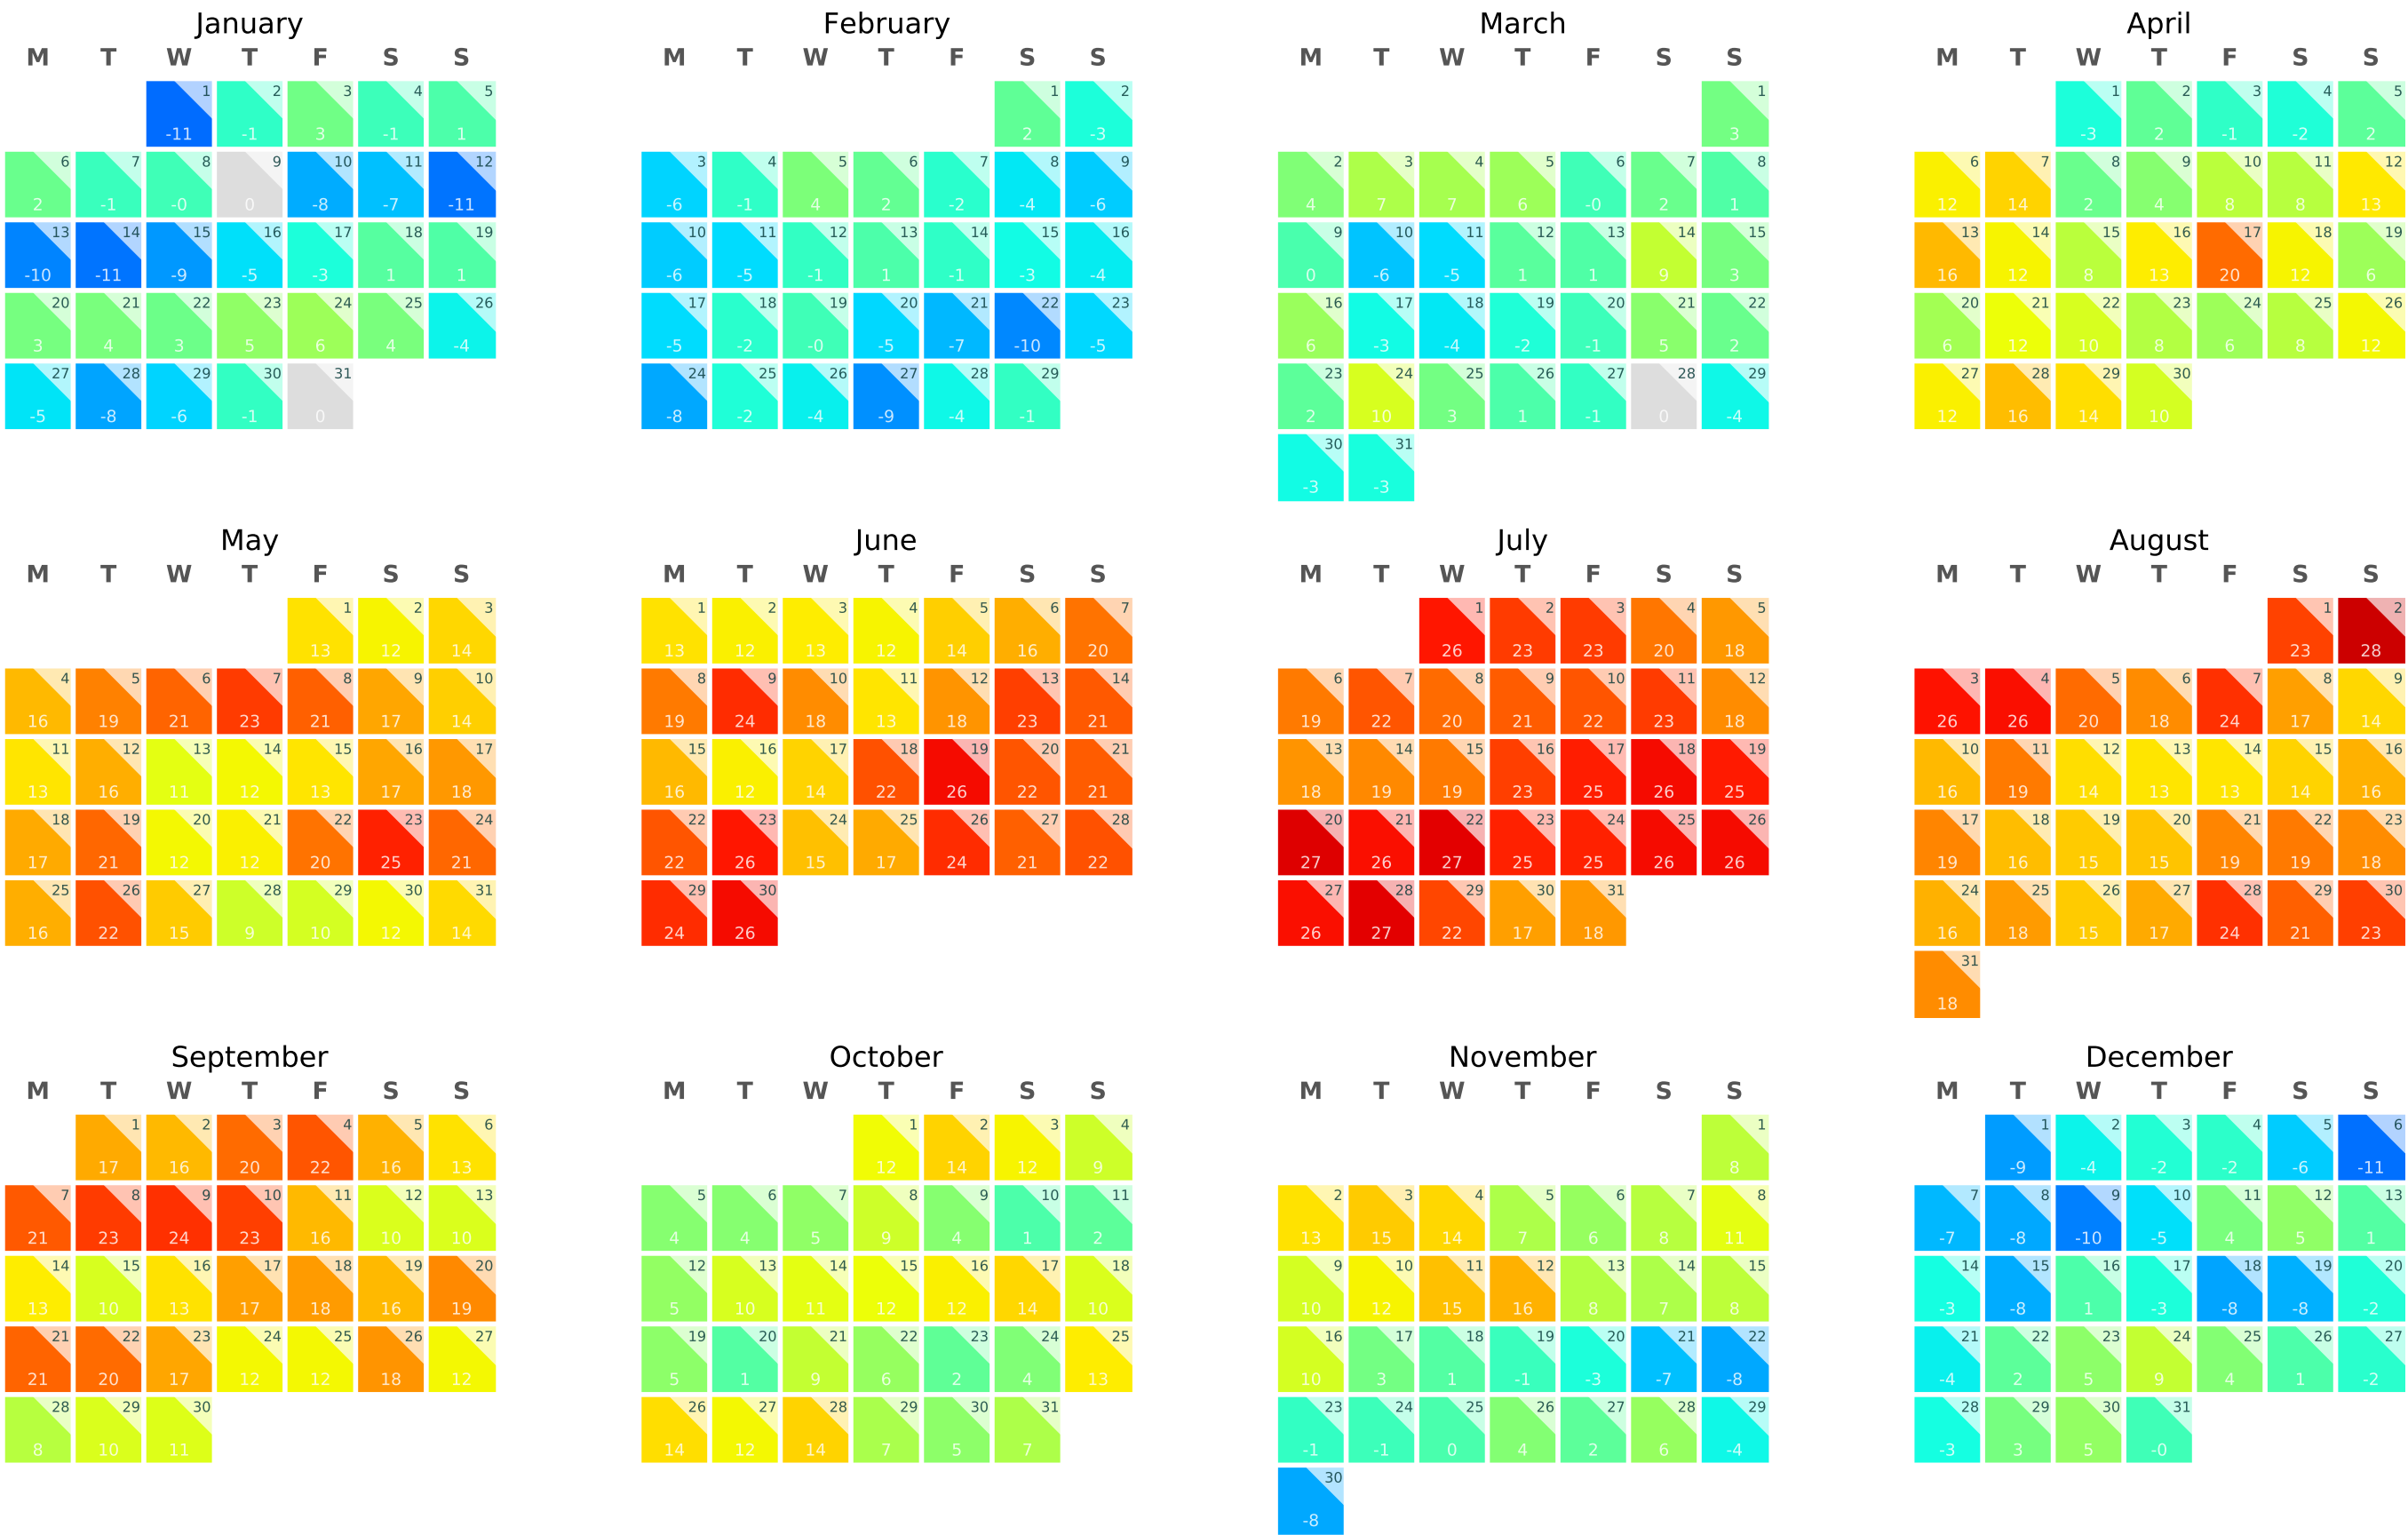 January February March April
M T W T F S S M T W T F S S M T W T F S S M T W T F S S
1 2 3 4 5 1 2 1 1 2 3 4 5
-11 -1 3 -1 1 2 -3 3 -3 2 -1 -2 2
6 7 8 9 10 11 12 3 4 5 6 7 8 9 2 3 4 5 6 7 8 6 7 8 9 10 11 12
2 -1 -0 0 -8 -7 -11 -6 -1 4 2 -2 -4 -6 4 7 7 6 -0 2 1 12 14 2 4 8 8 13
13 14 15 16 17 18 19 10 11 12 13 14 15 16 9 10 11 12 13 14 15 13 14 15 16 17 18 19
-10 -11 -9 -5 -3 1 1 -6 -5 -1 1 -1 -3 -4 0 -6 -5 1 1 9 3 16 12 8 13 20 12 6
20 21 22 23 24 25 26 17 18 19 20 21 22 23 16 17 18 19 20 21 22 20 21 22 23 24 25 26
3 4 3 5 6 4 -4 -5 -2 -0 -5 -7 -10 -5 6 -3 -4 -2 -1 5 2 6 12 10 8 6 8 12
27 28 29 30 31 24 25 26 27 28 29 23 24 25 26 27 28 29 27 28 29 30
-5 -8 -6 -1 0 -8 -2 -4 -9 -4 -1 2 10 3 1 -1 0 -4 12 16 14 10
30 31
-3 -3
May June July August
M T W T F S S M T W T F S S M T W T F S S M T W T F S S
1 2 3 1 2 3 4 5 6 7 1 2 3 4 5 1 2
13 12 14 13 12 13 12 14 16 20 26 23 23 20 18 23 28
4 5 6 7 8 9 10 8 9 10 11 12 13 14 6 7 8 9 10 11 12 3 4 5 6 7 8 9
16 19 21 23 21 17 14 19 24 18 13 18 23 21 19 22 20 21 22 23 18 26 26 20 18 24 17 14
11 12 13 14 15 16 17 15 16 17 18 19 20 21 13 14 15 16 17 18 19 10 11 12 13 14 15 16
13 16 11 12 13 17 18 16 12 14 22 26 22 21 18 19 19 23 25 26 25 16 19 14 13 13 14 16
18 19 20 21 22 23 24 22 23 24 25 26 27 28 20 21 22 23 24 25 26 17 18 19 20 21 22 23
17 21 12 12 20 25 21 22 26 15 17 24 21 22 27 26 27 25 25 26 26 19 16 15 15 19 19 18
25 26 27 28 29 30 31 29 30 27 28 29 30 31 24 25 26 27 28 29 30
16 22 15 9 10 12 14 24 26 26 27 22 17 18 16 18 15 17 24 21 23
31
18
September October November December
M T W T F S S M T W T F S S M T W T F S S M T W T F S S
1 2 3 4 5 6 1 2 3 4 1 1 2 3 4 5 6
17 16 20 22 16 13 12 14 12 9 8 -9 -4 -2 -2 -6 -11
7 8 9 10 11 12 13 5 6 7 8 9 10 11 2 3 4 5 6 7 8 7 8 9 10 11 12 13
21 23 24 23 16 10 10 4 4 5 9 4 1 2 13 15 14 7 6 8 11 -7 -8 -10 -5 4 5 1
14 15 16 17 18 19 20 12 13 14 15 16 17 18 9 10 11 12 13 14 15 14 15 16 17 18 19 20
13 10 13 17 18 16 19 5 10 11 12 12 14 10 10 12 15 16 8 7 8 -3 -8 1 -3 -8 -8 -2
21 22 23 24 25 26 27 19 20 21 22 23 24 25 16 17 18 19 20 21 22 21 22 23 24 25 26 27
21 20 17 12 12 18 12 5 1 9 6 2 4 13 10 3 1 -1 -3 -7 -8 -4 2 5 9 4 1 -2
28 29 30 26 27 28 29 30 31 23 24 25 26 27 28 29 28 29 30 31
8 10 11 14 12 14 7 5 7 -1 -1 0 4 2 6 -4 -3 3 5 -0
30
-8